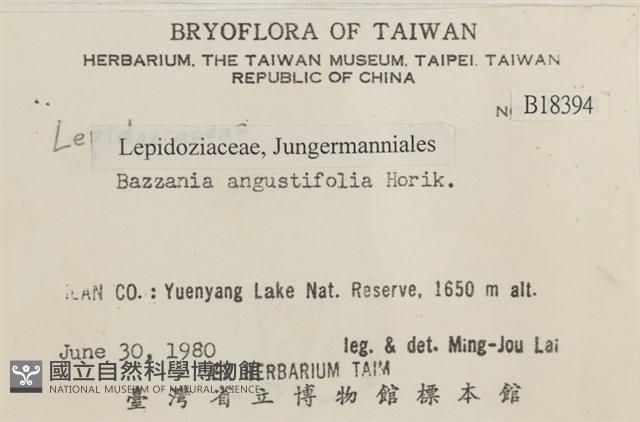 BRYOFLORA OF TAIWAN
HERBARIUM, THE TAIWAN MUSEUM, TAIPEI, TAIWAN
REPUBLIC OF CHINA
B18394
Lepidoziaceae, Jungermanniales
Bazzania angustifolia Horik.
CO.: Yuenyang Lake Nat. Reserve, 1650 m alt.
June 30, 1980 leg. & det. Ming-Jou Lai
HERBARIUM TAIM
國立自然科學博物館
NATIONAL MUSEUM OF NATURAL SCIENCE
臺灣省立博物館標本館